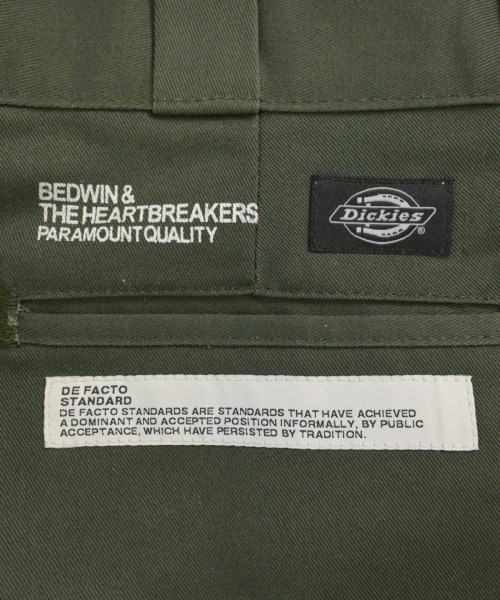 BEDWIN &
THE HEARTBREAKERS
PARAMOUNT QUALITY
Dickies
®
DE FACTO
STANDARD
DE FACTO STANDARDS ARE STANDARDS THAT HAVE ACHIEVED
A DOMINANT AND ACCEPTED POSITION INFORMALLY, BY PUBLIC
ACCEPTANCE, WHICH HAVE PERSISTED BY TRADITION.